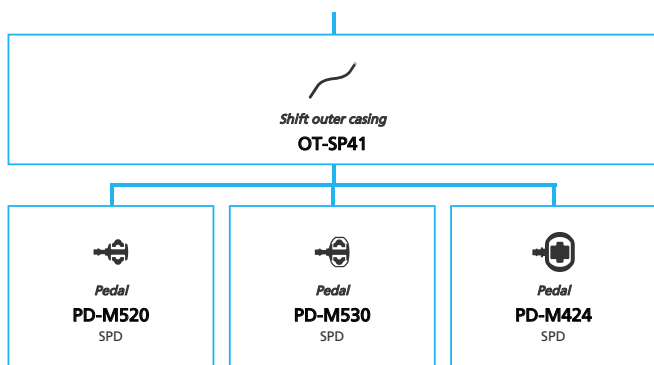 Shift outer casing
OT-SP41
Pedal Pedal Pedal
PD-M520 PD-M530 PD-M424
SPD SPD SPD